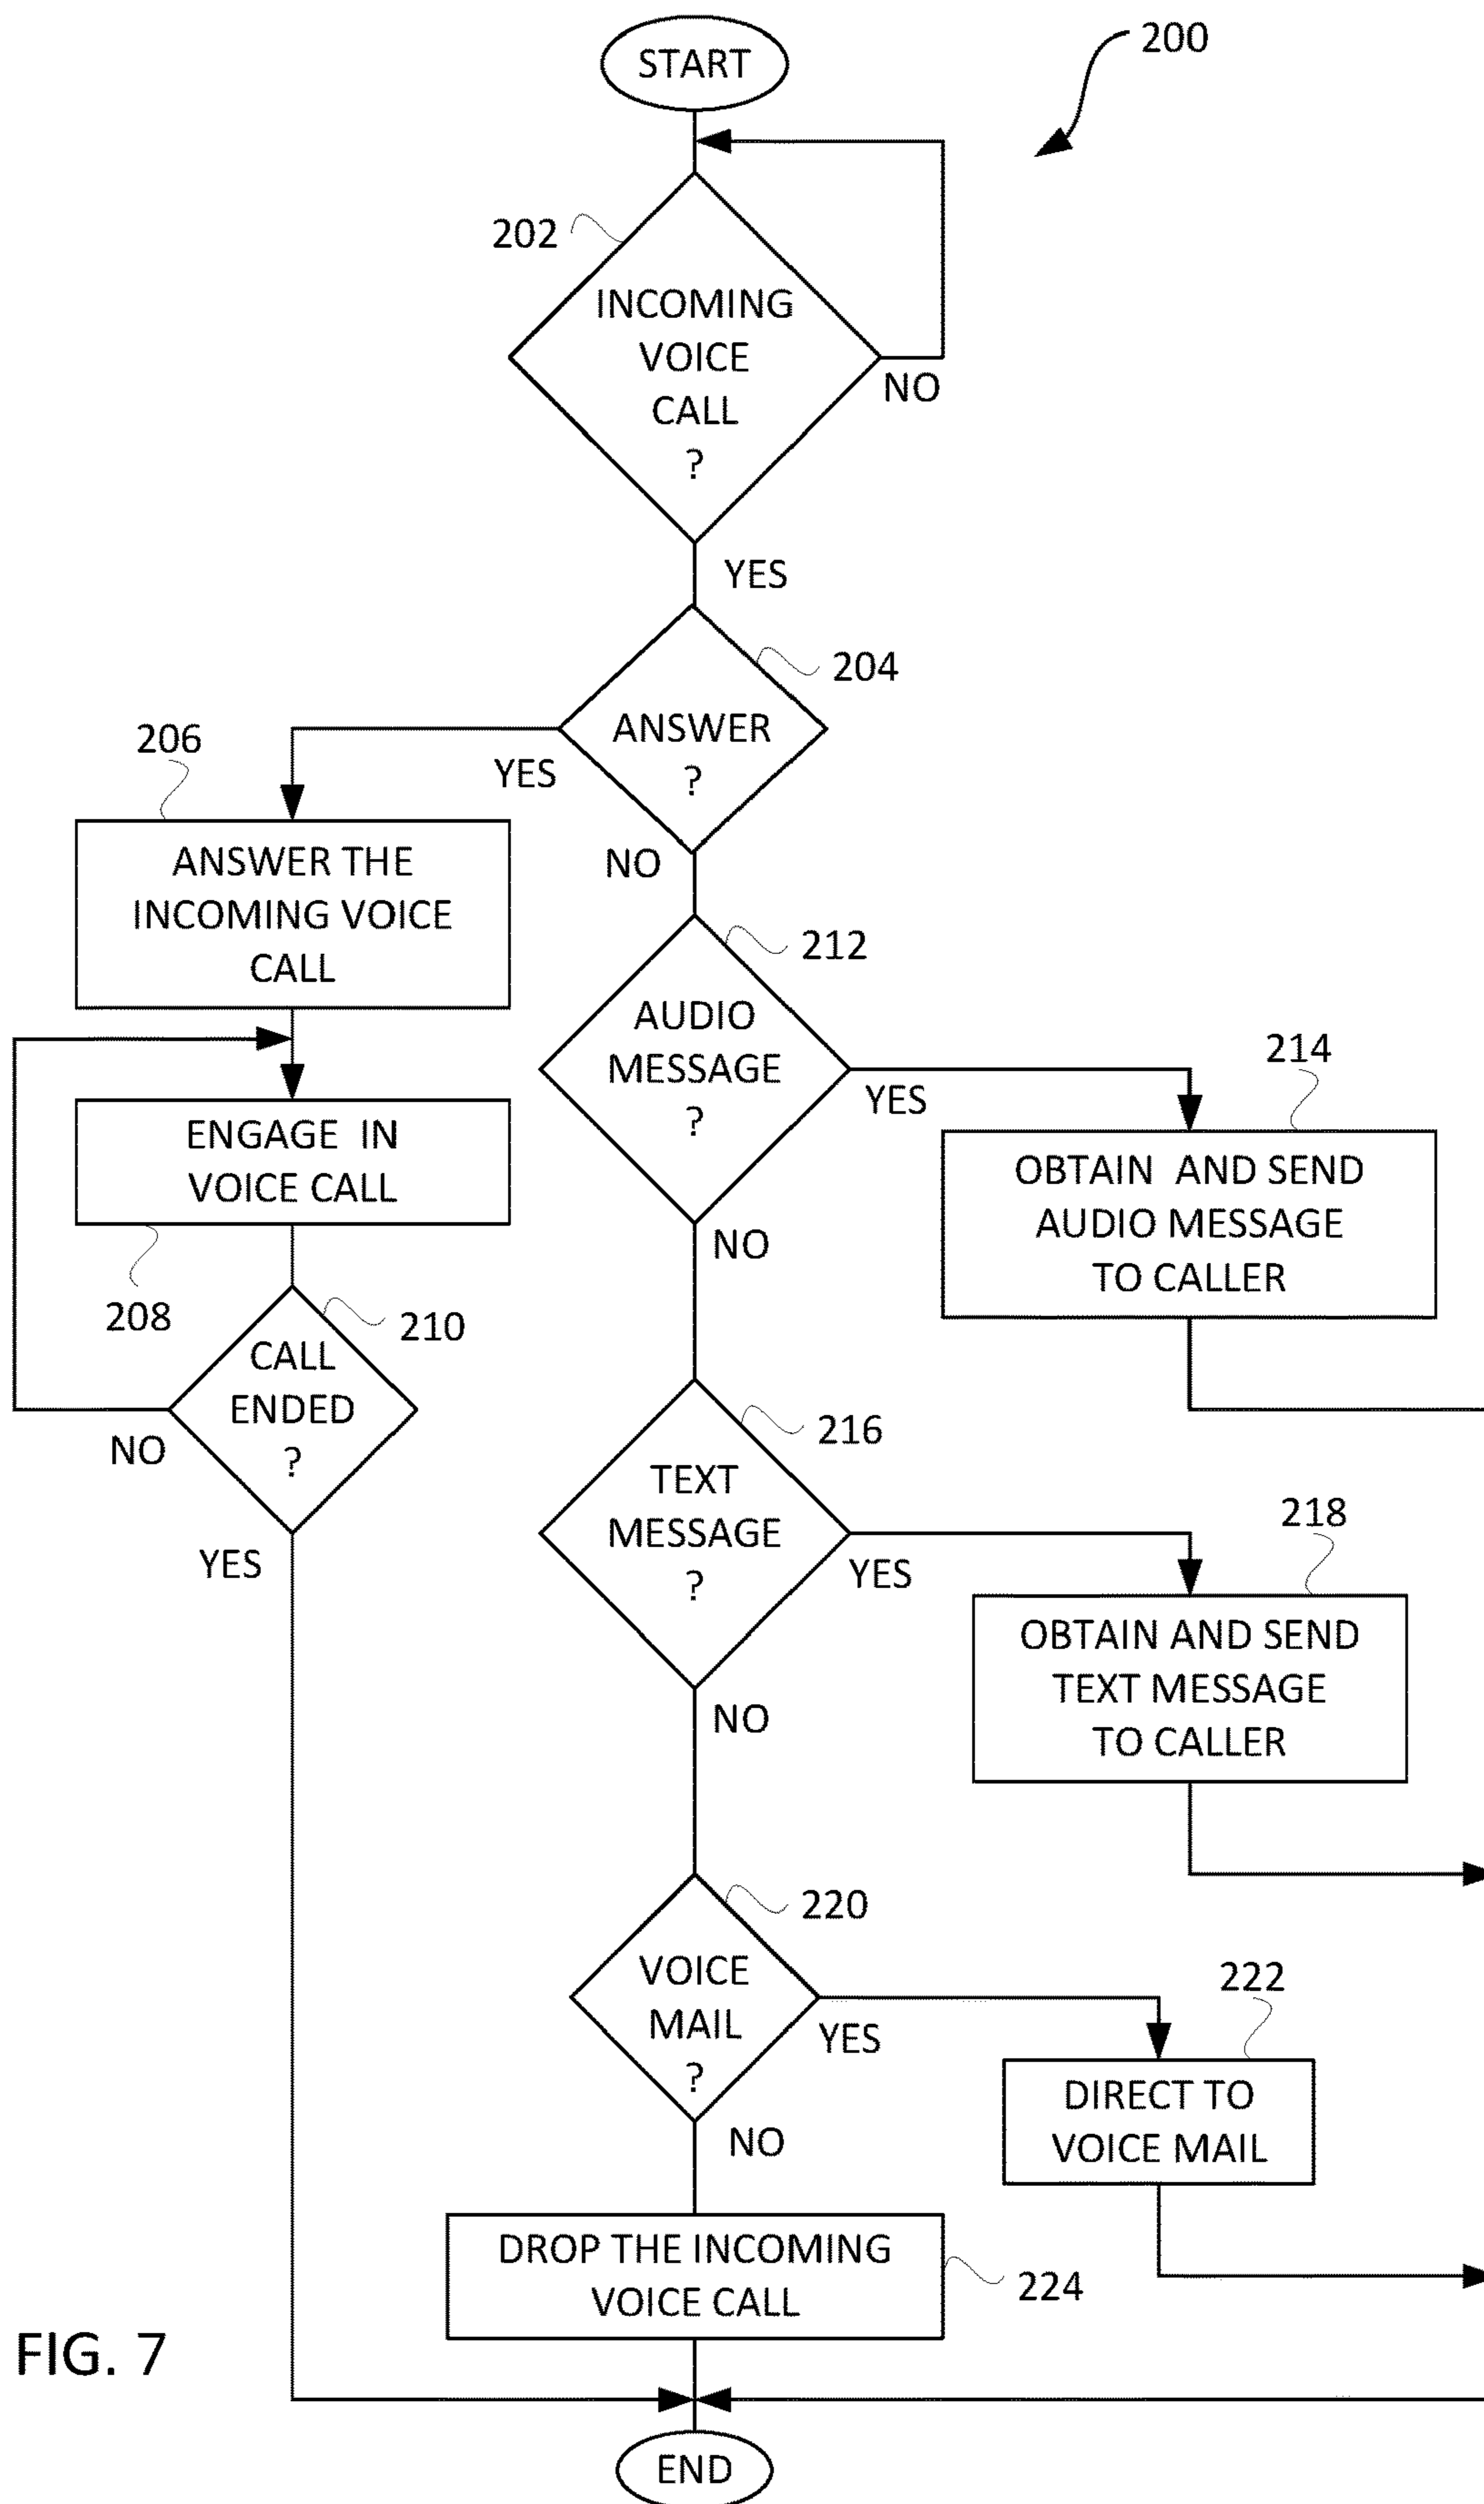 START
200
202
INCOMING
VOICE
CALL
?
NO
YES
204
ANSWER
?
YES
NO
206
ANSWER THE
INCOMING VOICE
CALL
212
AUDIO
MESSAGE
?
YES
NO
214
OBTAIN AND SEND
AUDIO MESSAGE
TO CALLER
ENGAGE IN
VOICE CALL
208
210
CALL
ENDED
?
NO
YES
216
TEXT
MESSAGE
?
YES
NO
218
OBTAIN AND SEND
TEXT MESSAGE
TO CALLER
220
VOICE
MAIL
?
YES
NO
222
DIRECT TO
VOICE MAIL
DROP THE INCOMING
VOICE CALL
224
FIG. 7
END